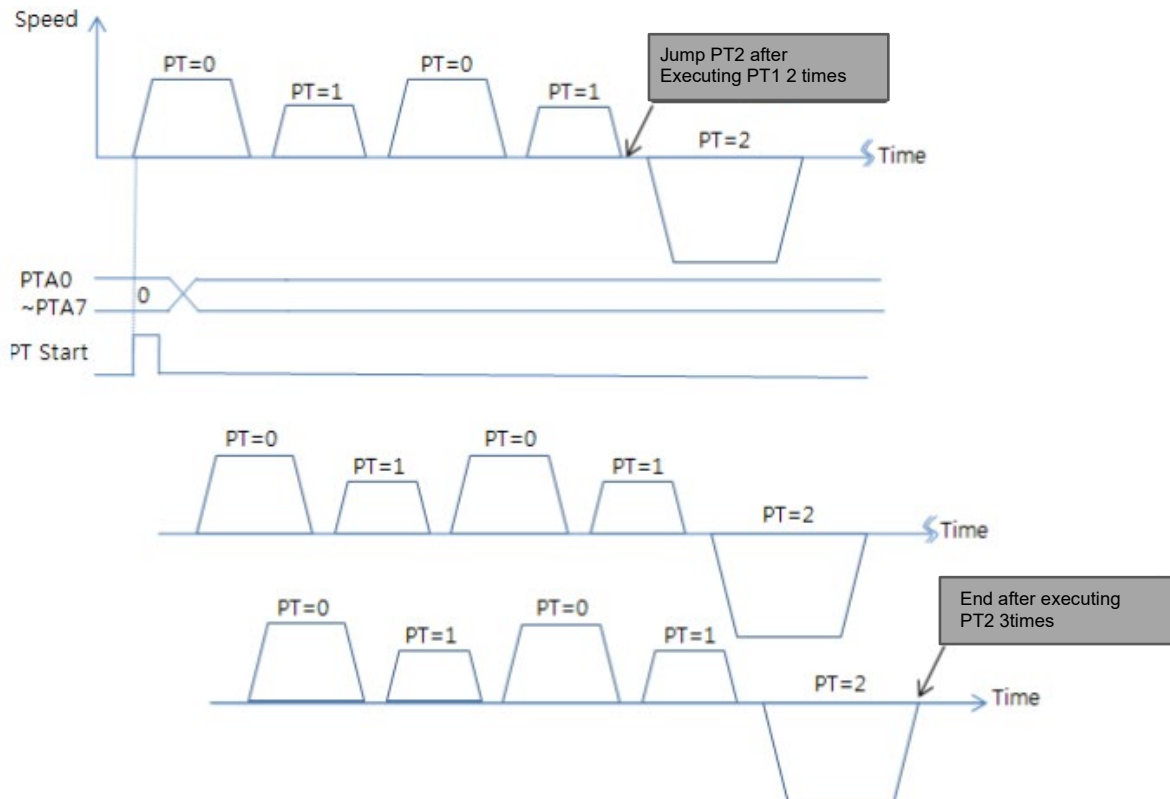 Speed
PT=0
PT=1
PT=0
PT=1
Jump PT2 after
Executing PT1 2 times
PT=2
Time
PTA0
~PTA7
0
PT Start
PT=0
PT=1
PT=0
PT=1
PT=2
Time
PT=0
PT=1
PT=0
PT=1
PT=2
End after executing
PT2 3times
Time